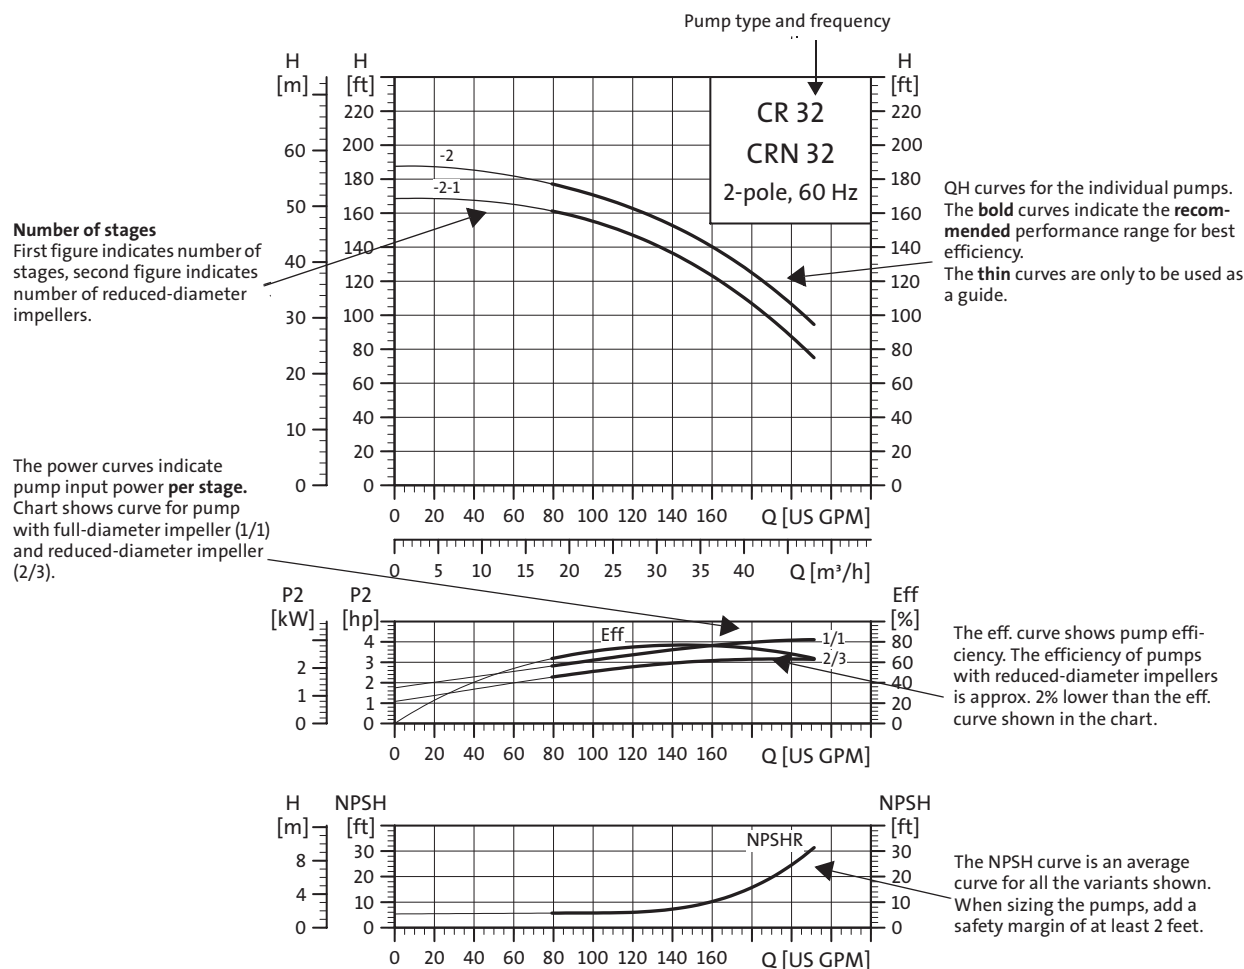 Pump type and frequency
H
[m]
H
[ft]
H
[ft]
60
50
40
30
20
10
0
220
200
180
160
140
120
100
80
60
40
20
0
-2
-2-1
CR 32
CRN 32
2-pole, 60 Hz
220
200
180
160
140
120
100
80
60
40
20
0
0 20 40 60 80 100 120 140 160 Q [US GPM]
0 5 10 15 20 25 30 35 40 Q [m³/h]
Number of stages
First figure indicates number of
stages, second figure indicates
number of reduced-diameter
impellers.
QH curves for the individual pumps.
The bold curves indicate the recom-
mended performance range for best
efficiency.
The thin curves are only to be used as
a guide.
The power curves indicate
pump input power per stage.
Chart shows curve for pump
with full-diameter impeller (1/1)
and reduced-diameter impeller
(2/3).
P2
[kW]
P2
[hp]
Eff
[%]
2
1
0
4
3
2
1
0
Eff
1/1
2/3
80
60
40
20
0
0 20 40 60 80 100 120 140 160 Q [US GPM]
The eff. curve shows pump effi-
ciency. The efficiency of pumps
with reduced-diameter impellers
is approx. 2% lower than the eff.
curve shown in the chart.
H
[m]
NPSH
[ft]
NPSH
[ft]
8
4
0
30
20
10
0
NPSHR
30
20
10
0
0 20 40 60 80 100 120 140 160 Q [US GPM]
The NPSH curve is an average
curve for all the variants shown.
When sizing the pumps, add a
safety margin of at least 2 feet.